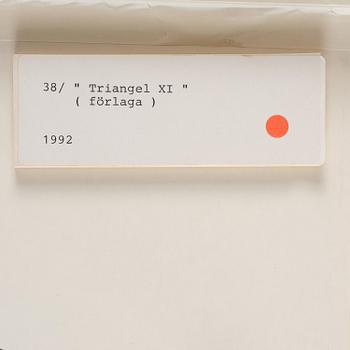 38/ " Triangel XI "
( förlaga )
1992